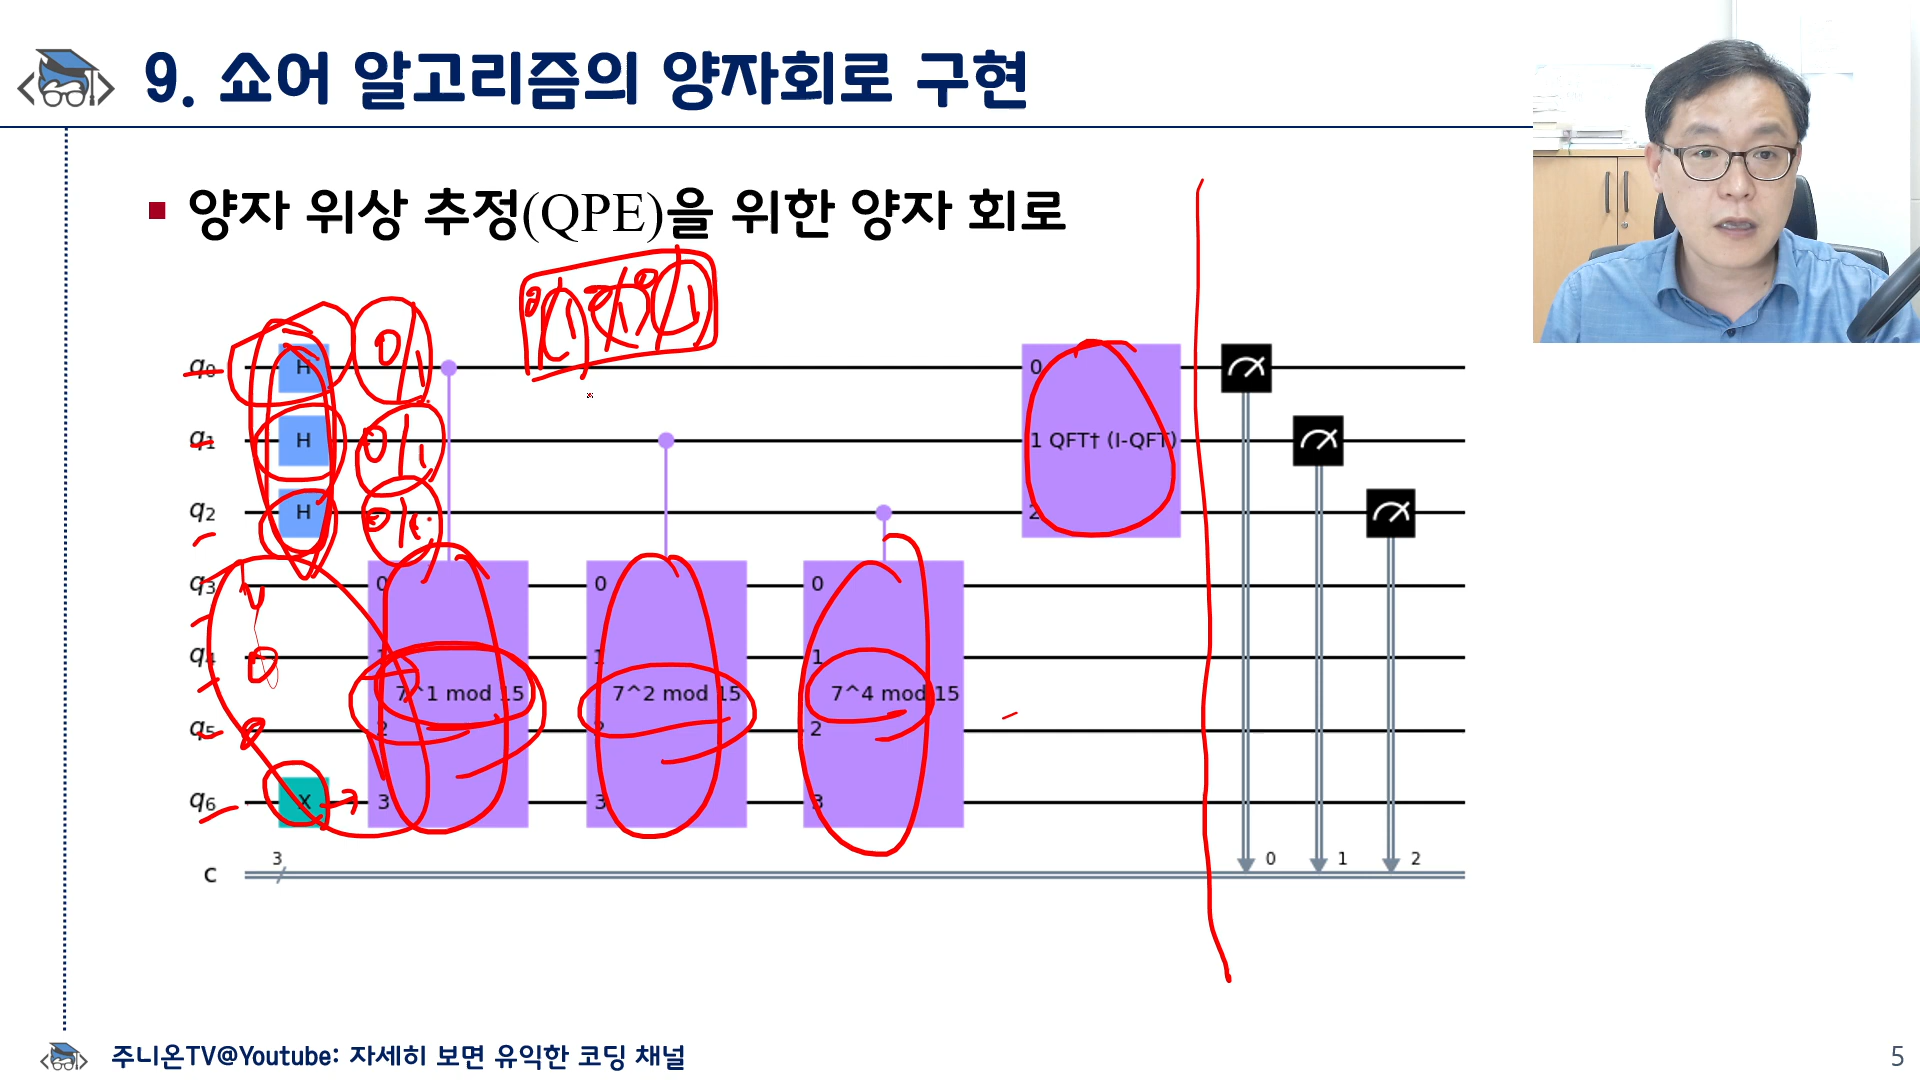 9. 쇼어 알고리즘의 양자회로 구현
양자 위상 추정(QPE)을 위한 양자 회로
q0 H 0
q1 H 1 QFT† (I-QFT)
q2 H 2
q3 0 0 0
q4 1 1 1
7^1 mod 15 7^2 mod 15 7^4 mod 15
q5 2 2 2
q6 X 3 3 3
c 3 0 1 2
주니온TV@Youtube: 자세히 보면 유익한 코딩 채널
5